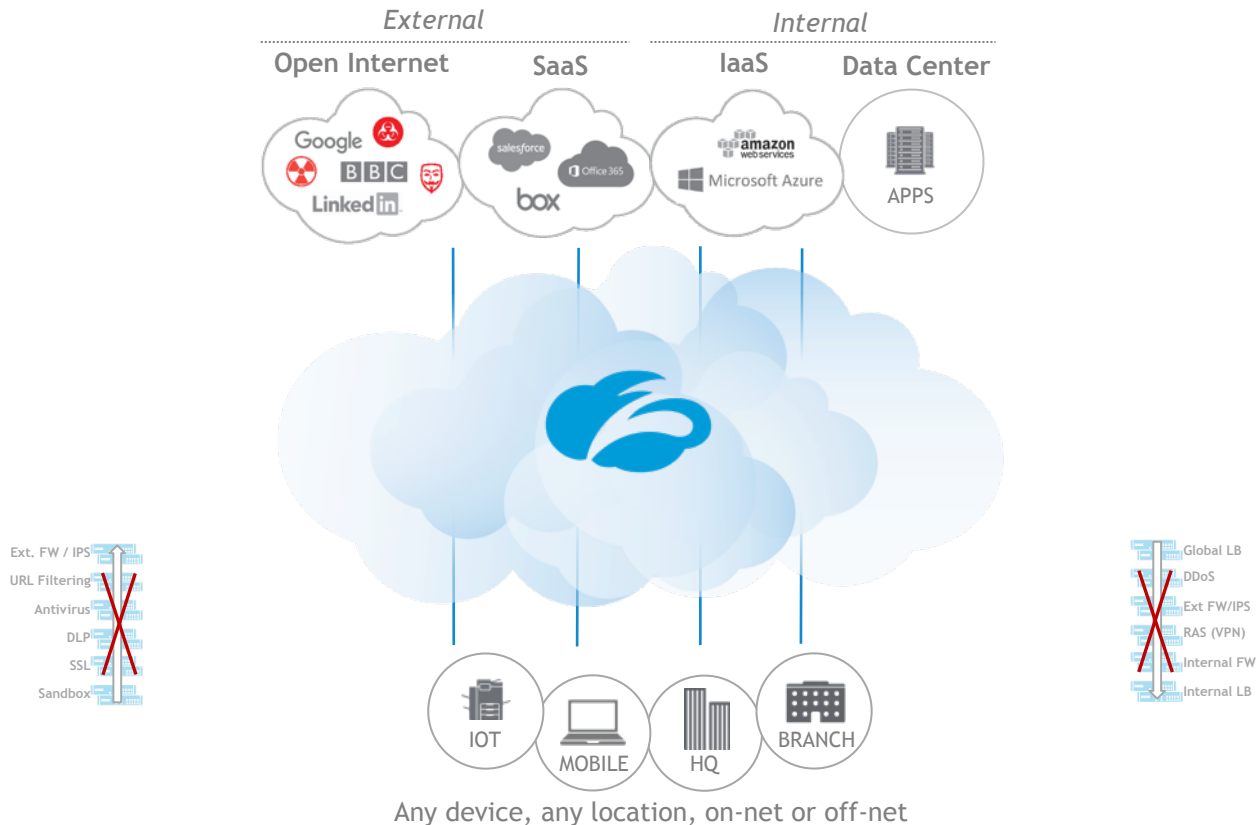 External
Internal
Open Internet
SaaS
IaaS
Data Center
Google
BBC
LinkedIn
salesforce
Office 365
box
amazon
webservices
Microsoft Azure
APPS
Ext. FW / IPS
URL Filtering
Antivirus
DLP
SSL
Sandbox
Global LB
DDoS
Ext FW/IPS
RAS (VPN)
Internal FW
Internal LB
IOT
MOBILE
HQ
BRANCH
Any device, any location, on-net or off-net